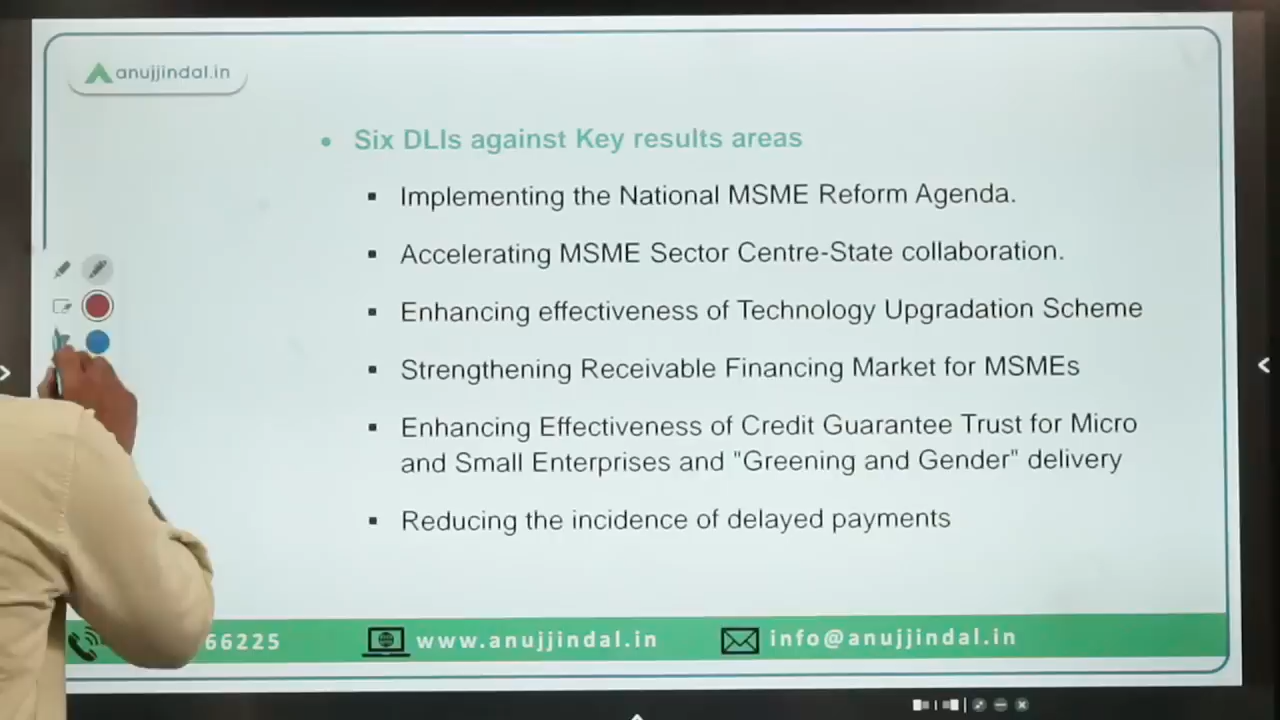 anujjindal.in
Six DLIs against Key results areas
Implementing the National MSME Reform Agenda.
Accelerating MSME Sector Centre-State collaboration.
Enhancing effectiveness of Technology Upgradation Scheme
Strengthening Receivable Financing Market for MSMEs
Enhancing Effectiveness of Credit Guarantee Trust for Micro
and Small Enterprises and "Greening and Gender" delivery
Reducing the incidence of delayed payments
66225 www.anujjindal.in info@anujjindal.in